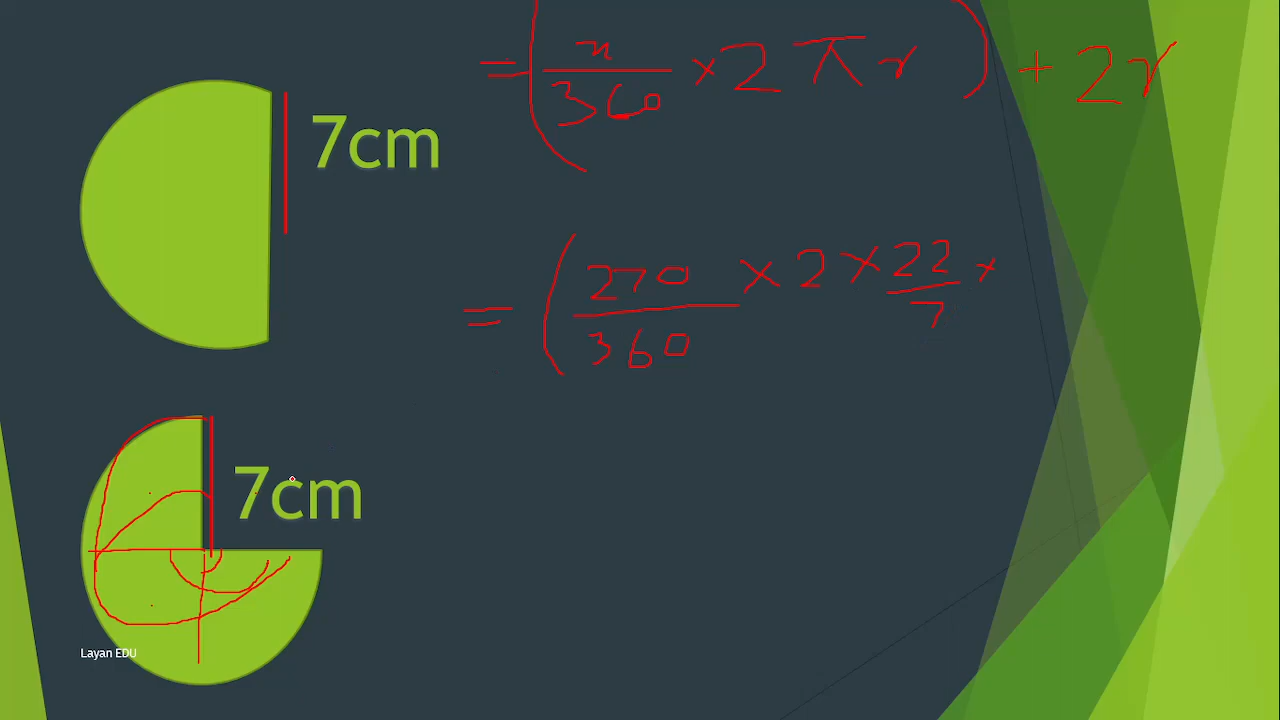 = ( x/360 × 2 π r ) + 2r
7cm
= ( 270/360 × 2 × 22/7 ×
7cm
Layan EDU